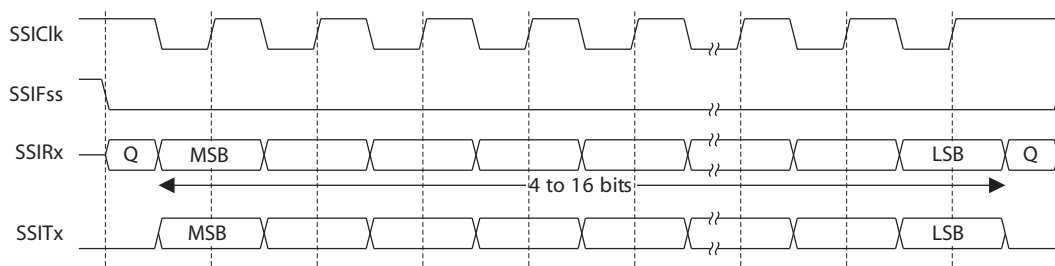 SSIClk
SSIFss
SSIRx Q MSB LSB Q
4 to 16 bits
SSITx MSB LSB